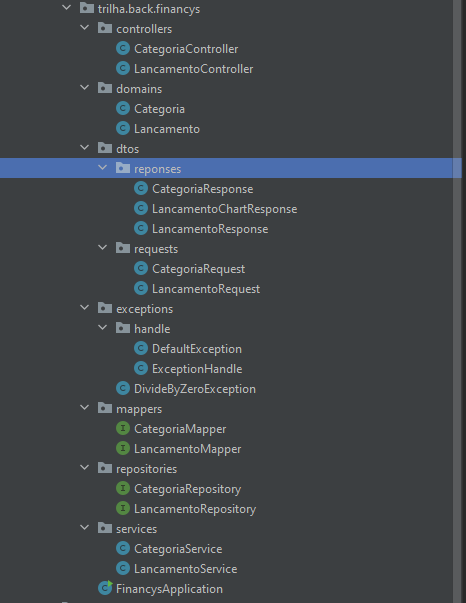 trilha.back.financys
controllers
CategoriaController
LancamentoController
domains
Categoria
Lancamento
dtos
reponses
CategoriaResponse
LancamentoChartResponse
LancamentoResponse
requests
CategoriaRequest
LancamentoRequest
exceptions
handle
DefaultException
ExceptionHandle
DivideByZeroException
mappers
CategoriaMapper
LancamentoMapper
repositories
CategoriaRepository
LancamentoRepository
services
CategoriaService
LancamentoService
FinancysApplication